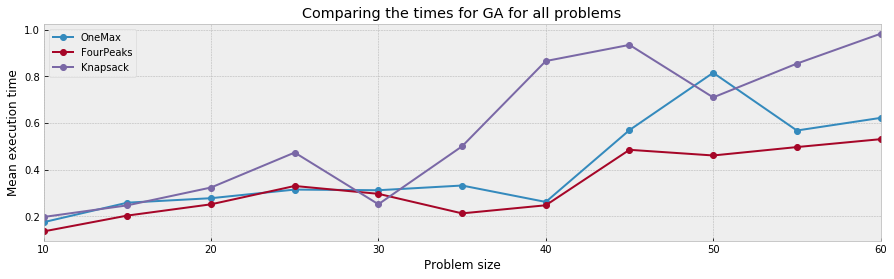 Comparing the times for GA for all problems
OneMax
FourPeaks
Knapsack
Mean execution time
1.0
0.8
0.6
0.4
0.2
10 20 30 40 50 60
Problem size